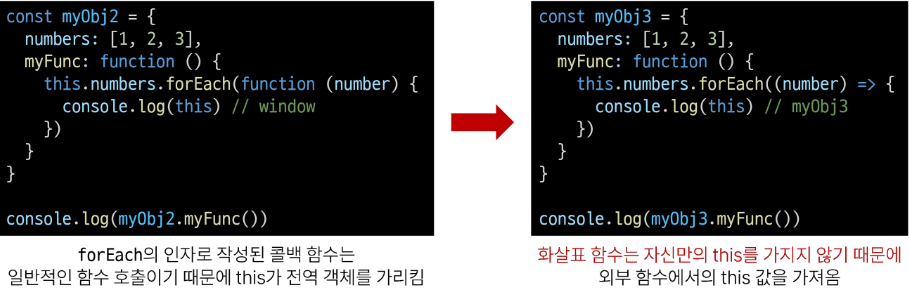 const myObj2 = {
  numbers: [1, 2, 3],
  myFunc: function () {
    this.numbers.forEach(function (number) {
      console.log(this) // window
    })
  }
}
console.log(myObj2.myFunc())
forEach의 인자로 작성된 콜백 함수는
일반적인 함수 호출이기 때문에 this가 전역 객체를 가리킴
const myObj3 = {
  numbers: [1, 2, 3],
  myFunc: function () {
    this.numbers.forEach((number) => {
      console.log(this) // myObj3
    })
  }
}
console.log(myObj3.myFunc())
화살표 함수는 자신만의 this를 가지지 않기 때문에
외부 함수에서의 this 값을 가져옴